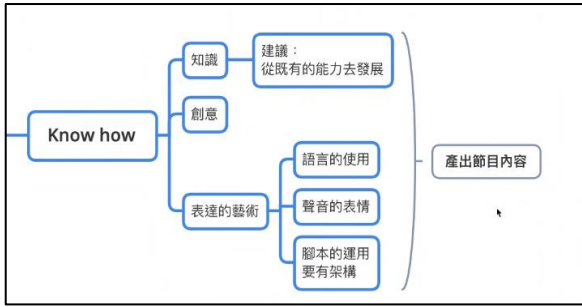 Know how
知識
建議：
從既有的能力去發展
創意
表達的藝術
語言的使用
聲音的表情
腳本的運用
要有架構
產出節目內容